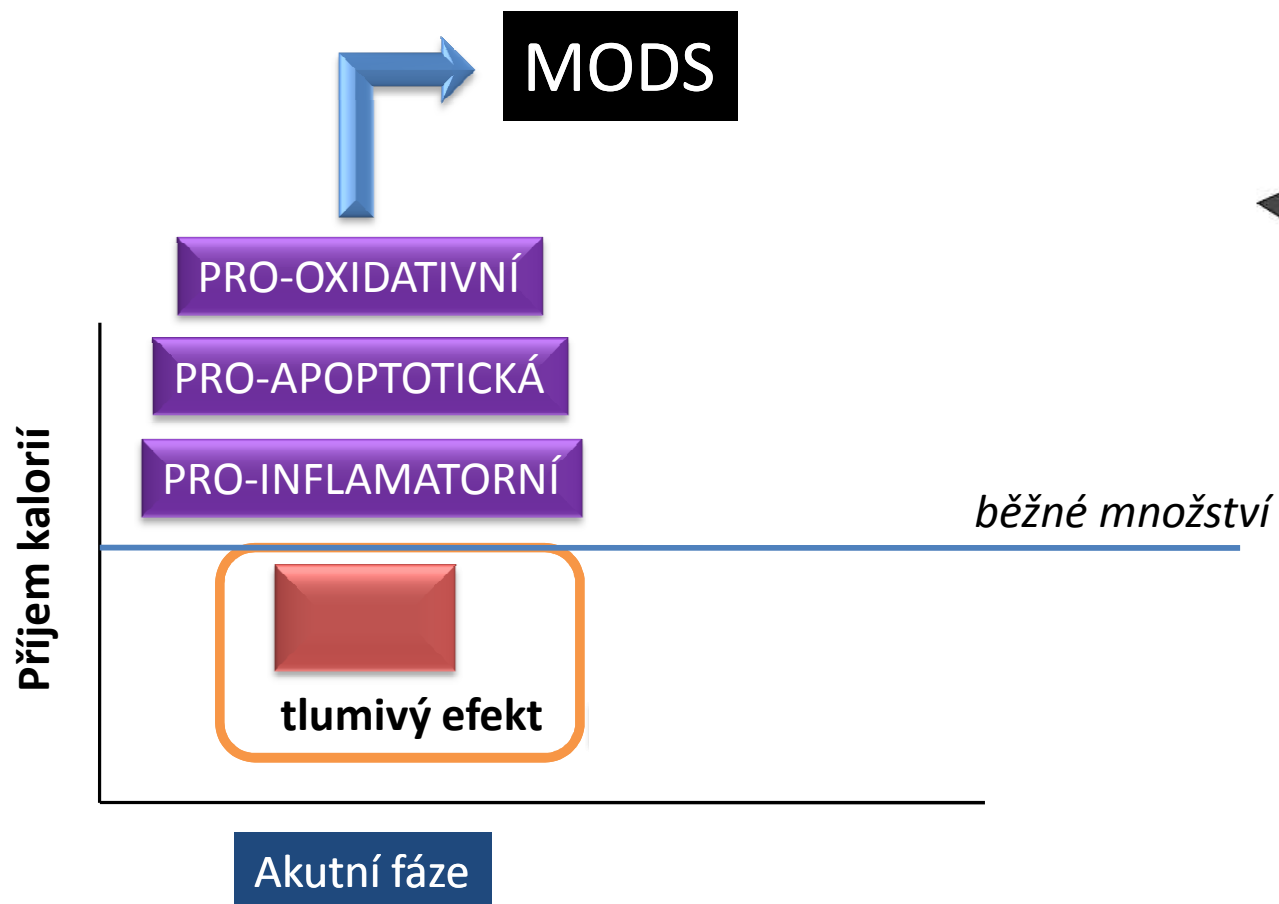 MODS
PRO-OXIDATIVNÍ
PRO-APOPTOTICKÁ
PRO-INFLAMATORNÍ
Příjem kalorií
běžné množství
tlumivý efekt
Akutní fáze